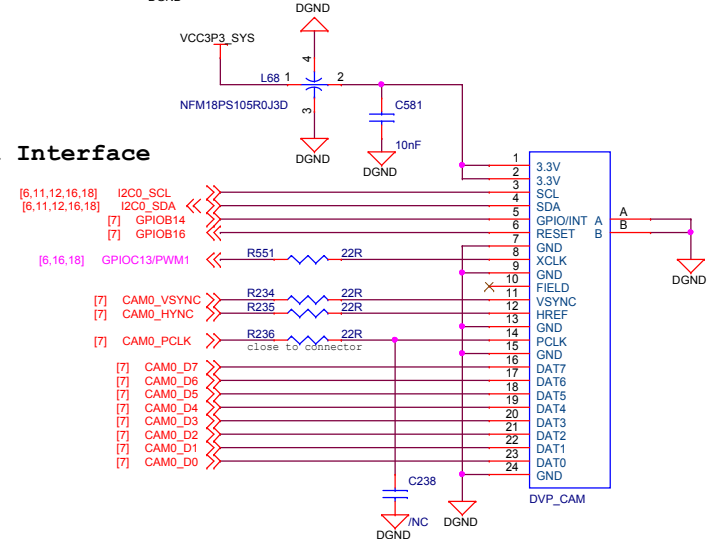 DGND
DGND
VCC3P3_SYS
4
L68 1 2
NFM18PS105R0J3D
3
C581
10nF
DGND
DGND
Interface
[6,11,12,16,18] I2C0_SCL 3 SCL
[6,11,12,16,18] I2C0_SDA 4 SDA
[7] GPIOB14 5 GPIO/INT A A
[7] GPIOB16 6 RESET B B
1 3.3V
2 3.3V
7 GND
[6,16,18] GPIOC13/PWM1 R551 22R 8 XCLK
9 GND
DGND
10 FIELD
[7] CAM0_VSYNC R234 22R 11 VSYNC
[7] CAM0_HYNC R235 22R 12 HREF
13 GND
[7] CAM0_PCLK R236 22R 14 PCLK
close to connector
15 GND
[7] CAM0_D7 16 DAT7
[7] CAM0_D6 17 DAT6
[7] CAM0_D5 18 DAT5
[7] CAM0_D4 19 DAT4
[7] CAM0_D3 20 DAT3
[7] CAM0_D2 21 DAT2
[7] CAM0_D1 22 DAT1
[7] CAM0_D0 23 DAT0
24 GND
C238
DVP_CAM
/NC
DGND
DGND